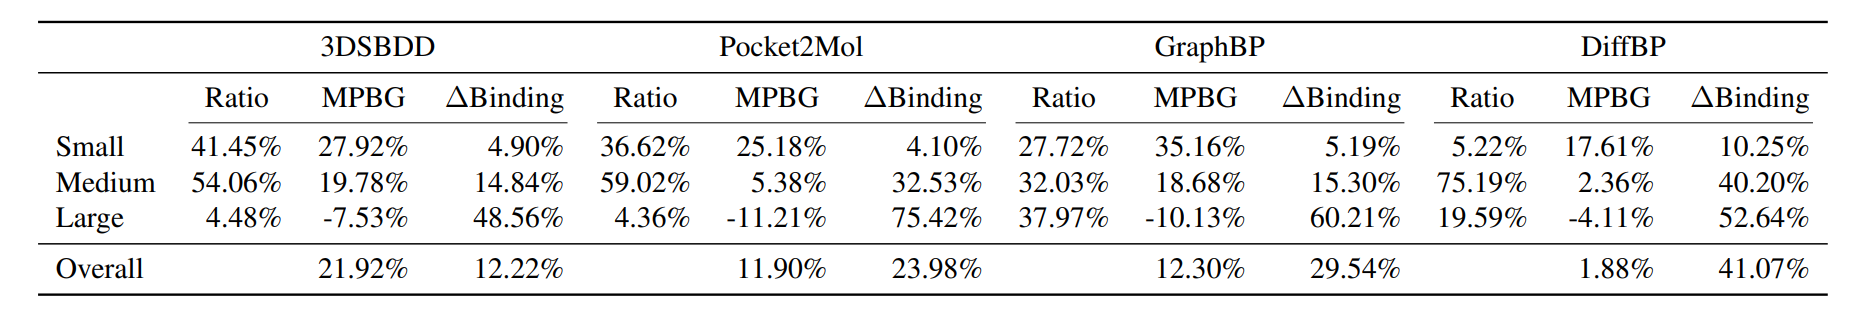 3DSBDD Pocket2Mol GraphBP DiffBP
Ratio MPBG ΔBinding Ratio MPBG ΔBinding Ratio MPBG ΔBinding Ratio MPBG ΔBinding
Small 41.45% 27.92% 4.90% 36.62% 25.18% 4.10% 27.72% 35.16% 5.19% 5.22% 17.61% 10.25%
Medium 54.06% 19.78% 14.84% 59.02% 5.38% 32.53% 32.03% 18.68% 15.30% 75.19% 2.36% 40.20%
Large 4.48% -7.53% 48.56% 4.36% -11.21% 75.42% 37.97% -10.13% 60.21% 19.59% -4.11% 52.64%
Overall 21.92% 12.22% 11.90% 23.98% 12.30% 29.54% 1.88% 41.07%